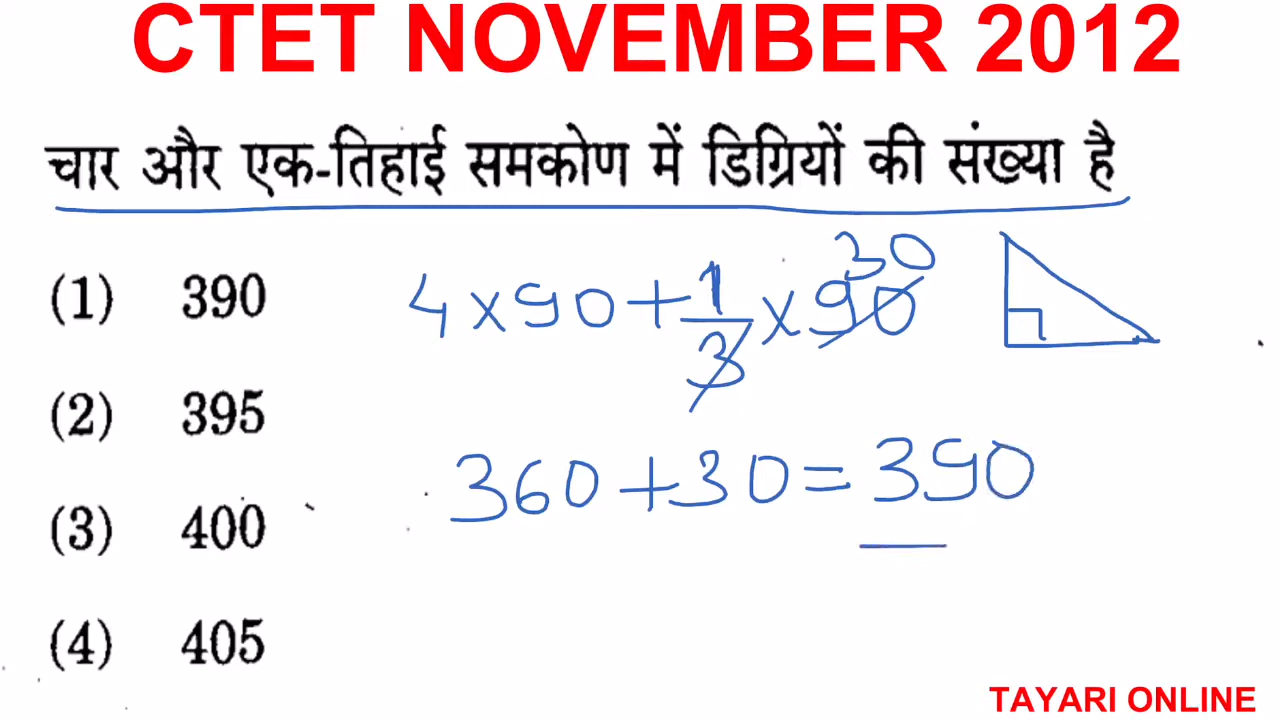 CTET NOVEMBER 2012
चार और एक-तिहाई समकोण में डिग्रियों की संख्या है
(1) 390
4 × 90 + 1/3 × 90
30
(2) 395
360 + 30 = 390
(3) 400
(4) 405
TAYARI ONLINE